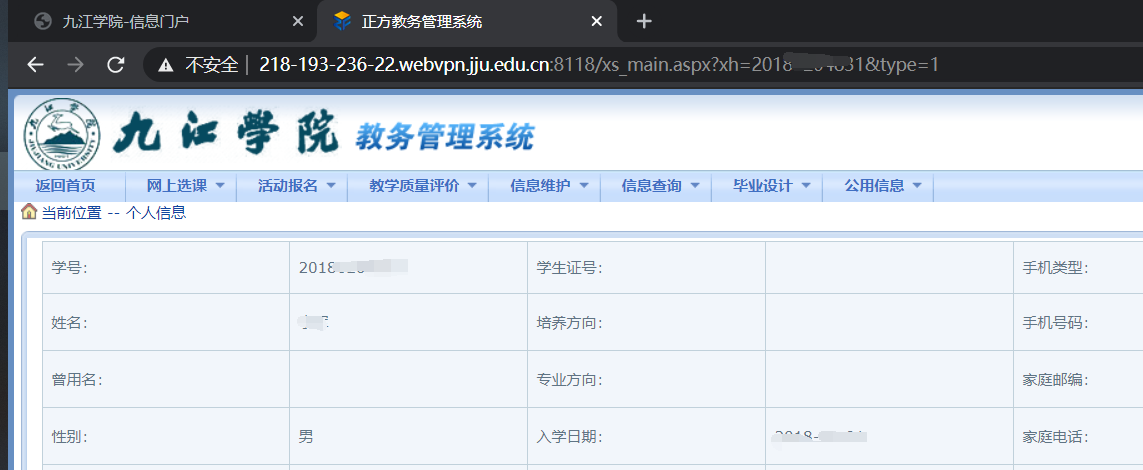 九江学院-信息门户
正方教务管理系统
不安全 218-193-236-22.webvpn.jju.edu.cn:8118/xs_main.aspx?xh=2018 031&type=1
九江学院 教务管理系统
返回首页 网上选课 活动报名 教学质量评价 信息维护 信息查询 毕业设计 公用信息
当前位置 -- 个人信息
学号: 2018 学生证号: 手机类型:
姓名: 培养方向: 手机号码:
曾用名: 专业方向: 家庭邮编:
性别: 男 入学日期: 2018- 家庭电话: